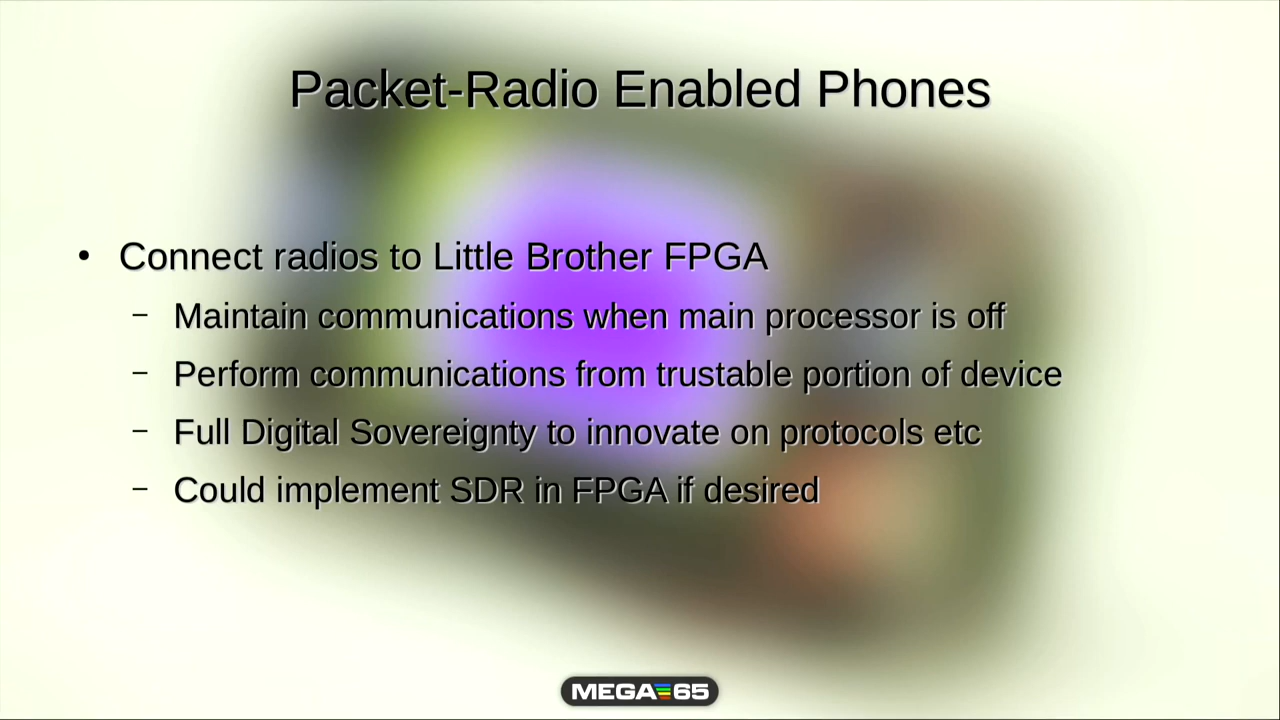 Packet-Radio Enabled Phones
• Connect radios to Little Brother FPGA
– Maintain communications when main processor is off
– Perform communications from trustable portion of device
– Full Digital Sovereignty to innovate on protocols etc
– Could implement SDR in FPGA if desired
MEGA65